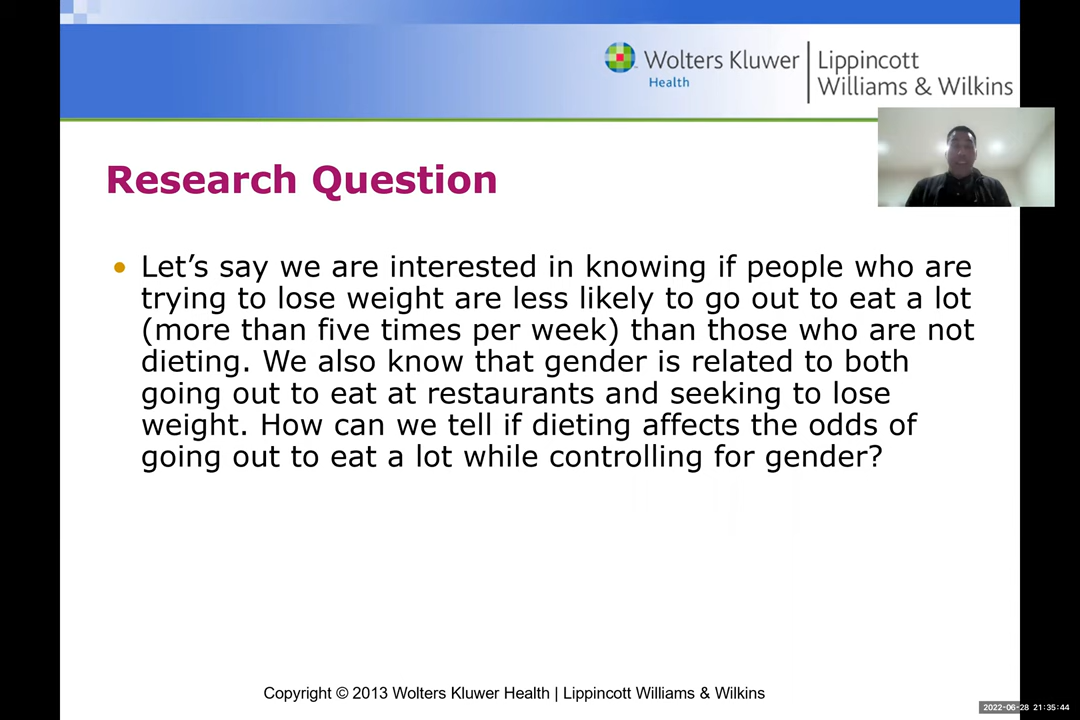 Wolters Kluwer
Health
Lippincott
Williams & Wilkins
Research Question
• Let’s say we are interested in knowing if people who are
trying to lose weight are less likely to go out to eat a lot
(more than five times per week) than those who are not
dieting. We also know that gender is related to both
going out to eat at restaurants and seeking to lose
weight. How can we tell if dieting affects the odds of
going out to eat a lot while controlling for gender?
Copyright © 2013 Wolters Kluwer Health | Lippincott Williams & Wilkins
2022-06-28 21:35:44